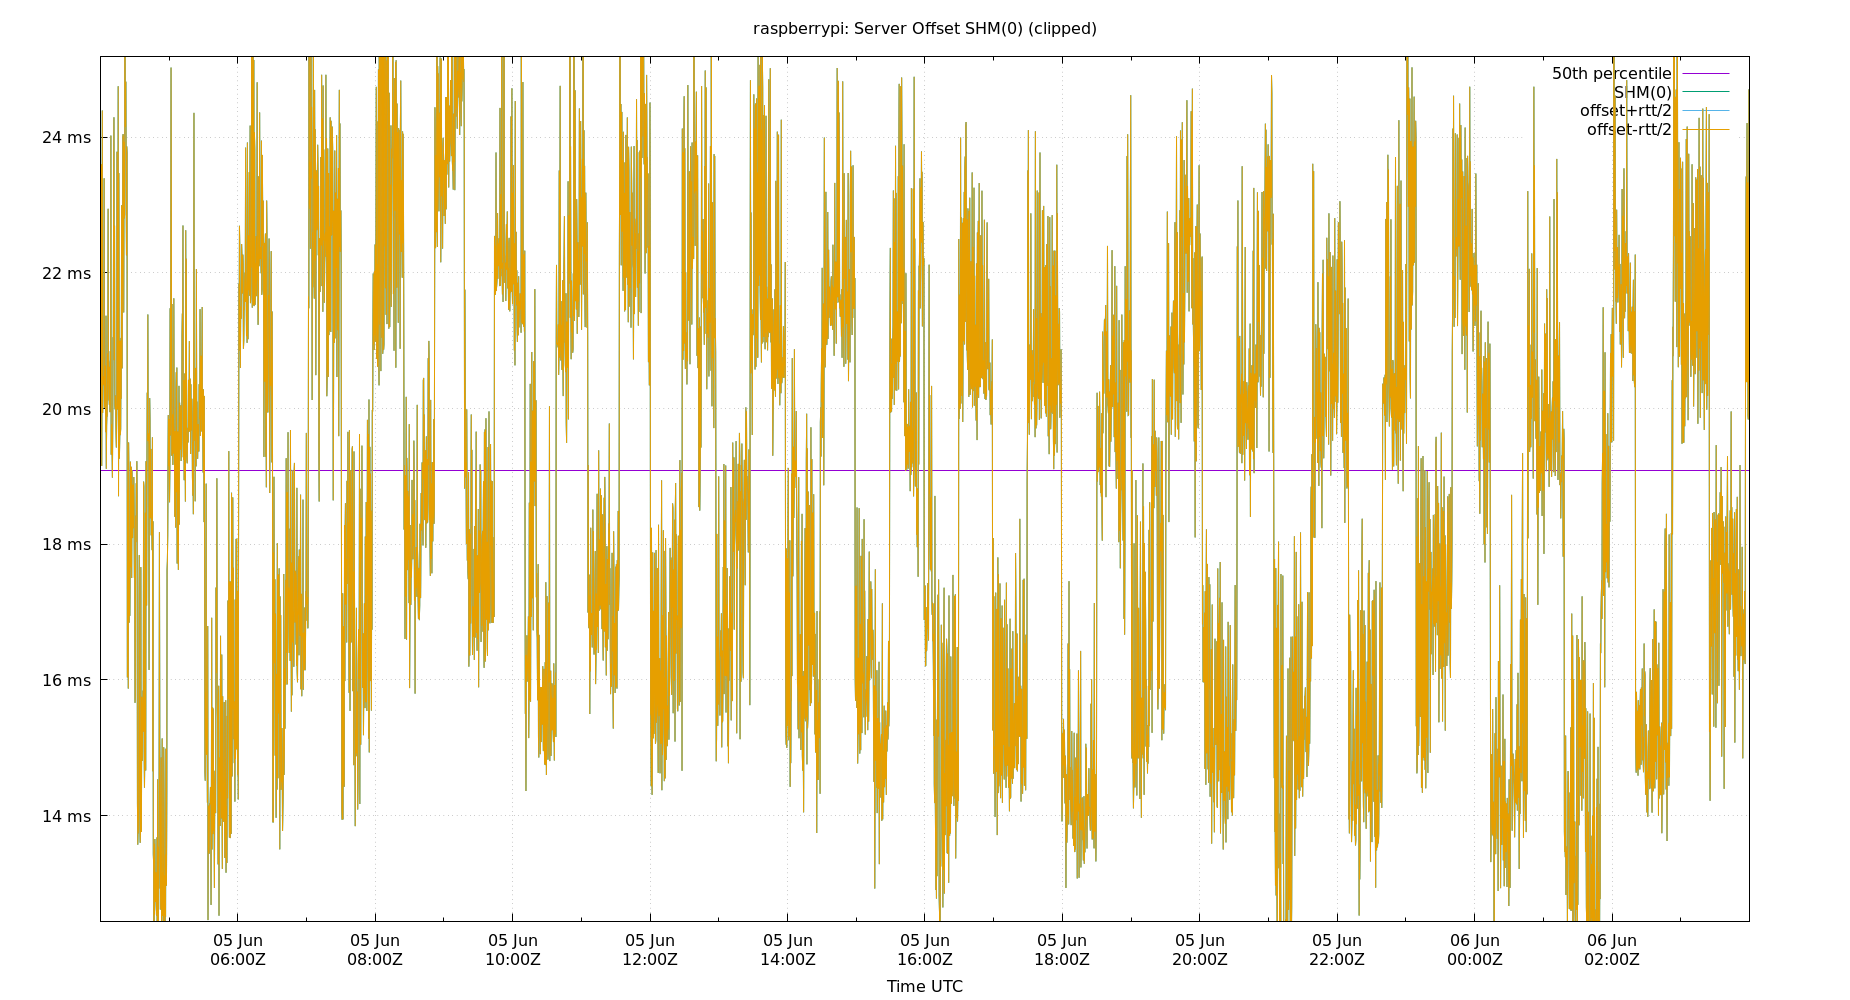 raspberrypi: Server Offset SHM(0) (clipped)
50th percentile
SHM(0)
offset+rtt/2
offset-rtt/2
24 ms
22 ms
20 ms
18 ms
16 ms
14 ms
05 Jun 05 Jun 05 Jun 05 Jun 05 Jun 05 Jun 05 Jun 05 Jun 05 Jun 06 Jun 06 Jun
06:00Z 08:00Z 10:00Z 12:00Z 14:00Z 16:00Z 18:00Z 20:00Z 22:00Z 00:00Z 02:00Z
Time UTC